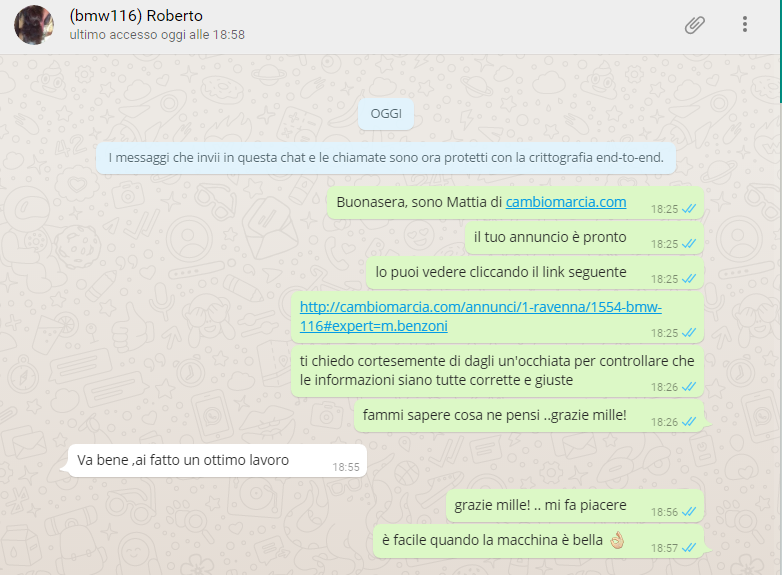 (bmw116) Roberto
ultimo accesso oggi alle 18:58
OGGI
I messaggi che invii in questa chat e le chiamate sono ora protetti con la crittografia end-to-end.
Buonasera, sono Mattia di cambiomarcia.com 18:25
il tuo annuncio è pronto 18:25
lo puoi vedere cliccando il link seguente 18:25
http://cambiomarcia.com/annunci/1-ravenna/1554-bmw-
116#expert=m.benzoni 18:25
ti chiedo cortesemente di dagli un'occhiata per controllare che
le informazioni siano tutte corrette e giuste 18:26
fammi sapere cosa ne pensi ..grazie mille! 18:26
Va bene ,ai fatto un ottimo lavoro 18:55
grazie mille! .. mi fa piacere 18:56
è facile quando la macchina è bella 👌🏼 18:57